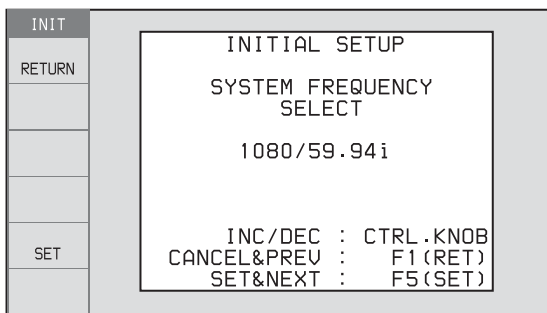 INIT
RETURN
SET
INITIAL SETUP
SYSTEM FREQUENCY
SELECT
1080/59.94i
INC/DEC : CTRL.KNOB
CANCEL&PREV : F1(RET)
SET&NEXT : F5(SET)